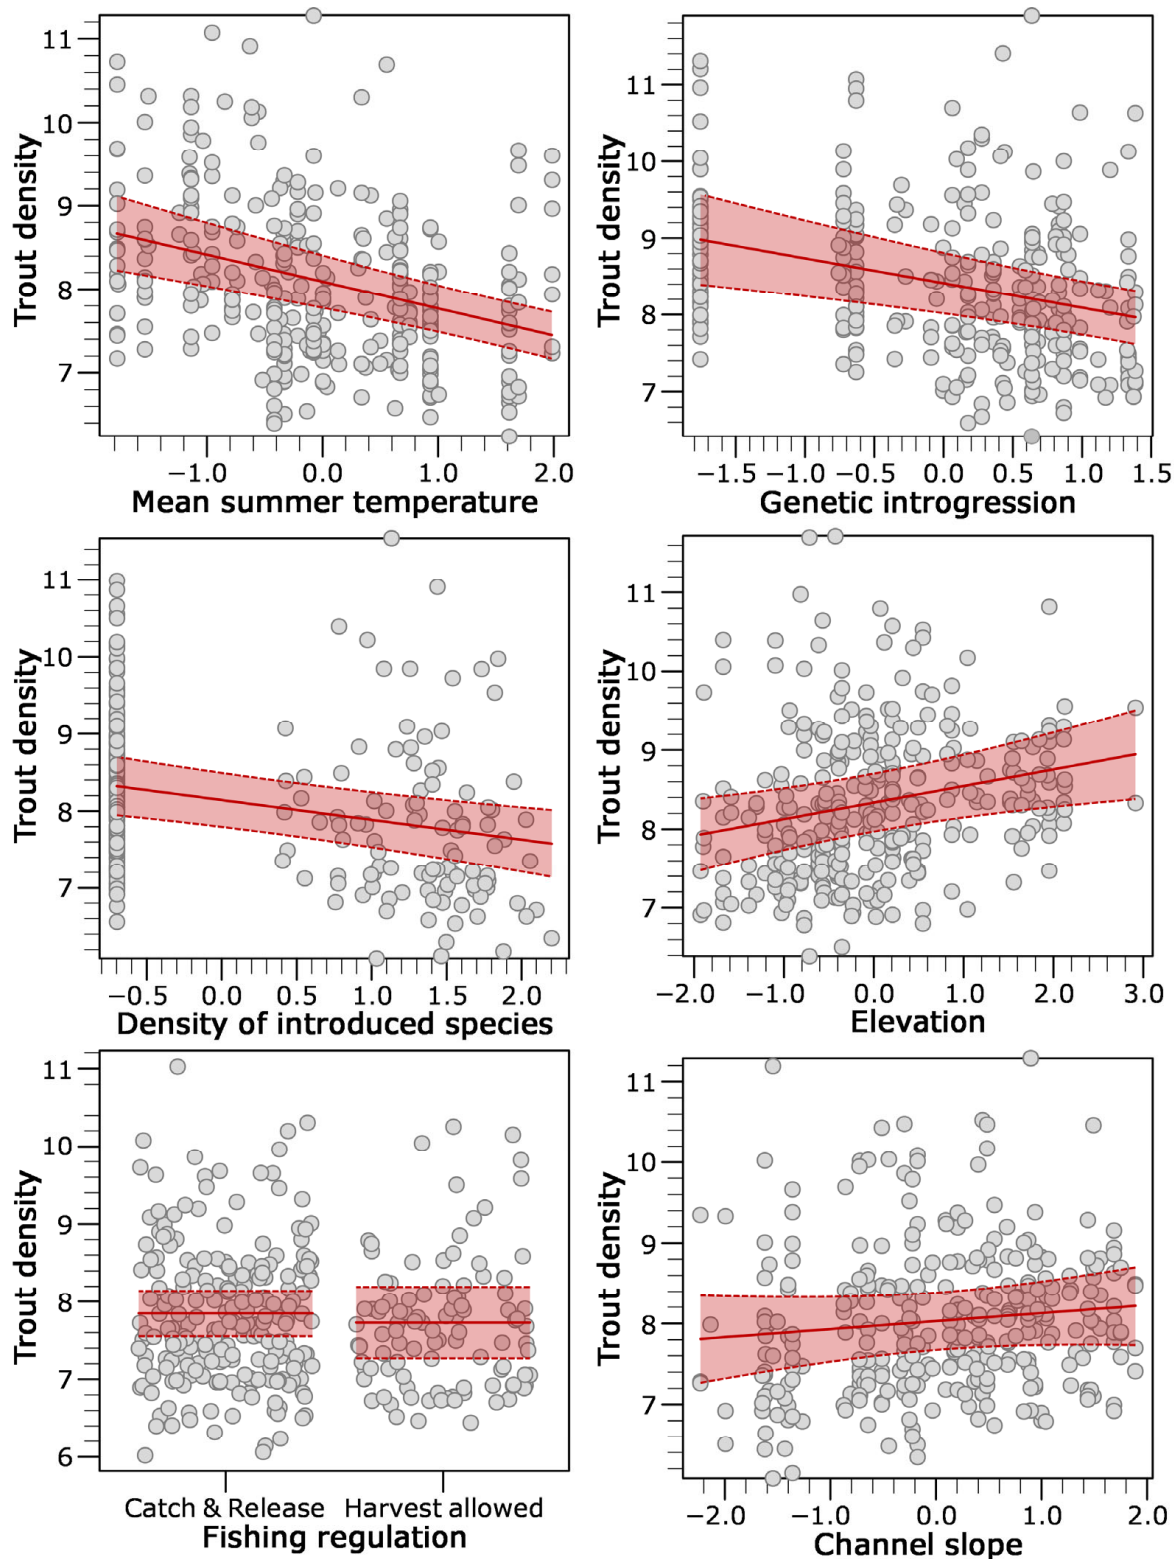 Trout density
11
10
9
8
7
−1.0 0.0 1.0 2.0
Mean summer temperature
Trout density
11
10
9
8
7
−1.5 −1.0 −0.5 0.0 0.5 1.0 1.5
Genetic introgression
Trout density
11
10
9
8
7
−0.5 0.0 0.5 1.0 1.5 2.0
Density of introduced species
Trout density
11
10
9
8
7
−2.0 −1.0 0.0 1.0 2.0 3.0
Elevation
Trout density
11
10
9
8
7
6
Catch & Release Harvest allowed
Fishing regulation
Trout density
11
10
9
8
7
−2.0 −1.0 0.0 1.0 2.0
Channel slope